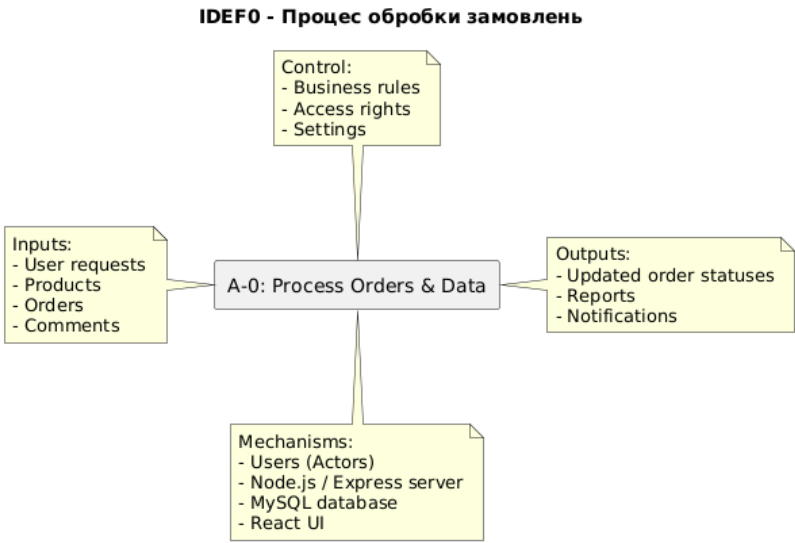 IDEF0 - Процес обробки замовлень
Control:
- Business rules
- Access rights
- Settings
Inputs:
- User requests
- Products
- Orders
- Comments
A-0: Process Orders & Data
Outputs:
- Updated order statuses
- Reports
- Notifications
Mechanisms:
- Users (Actors)
- Node.js / Express server
- MySQL database
- React UI